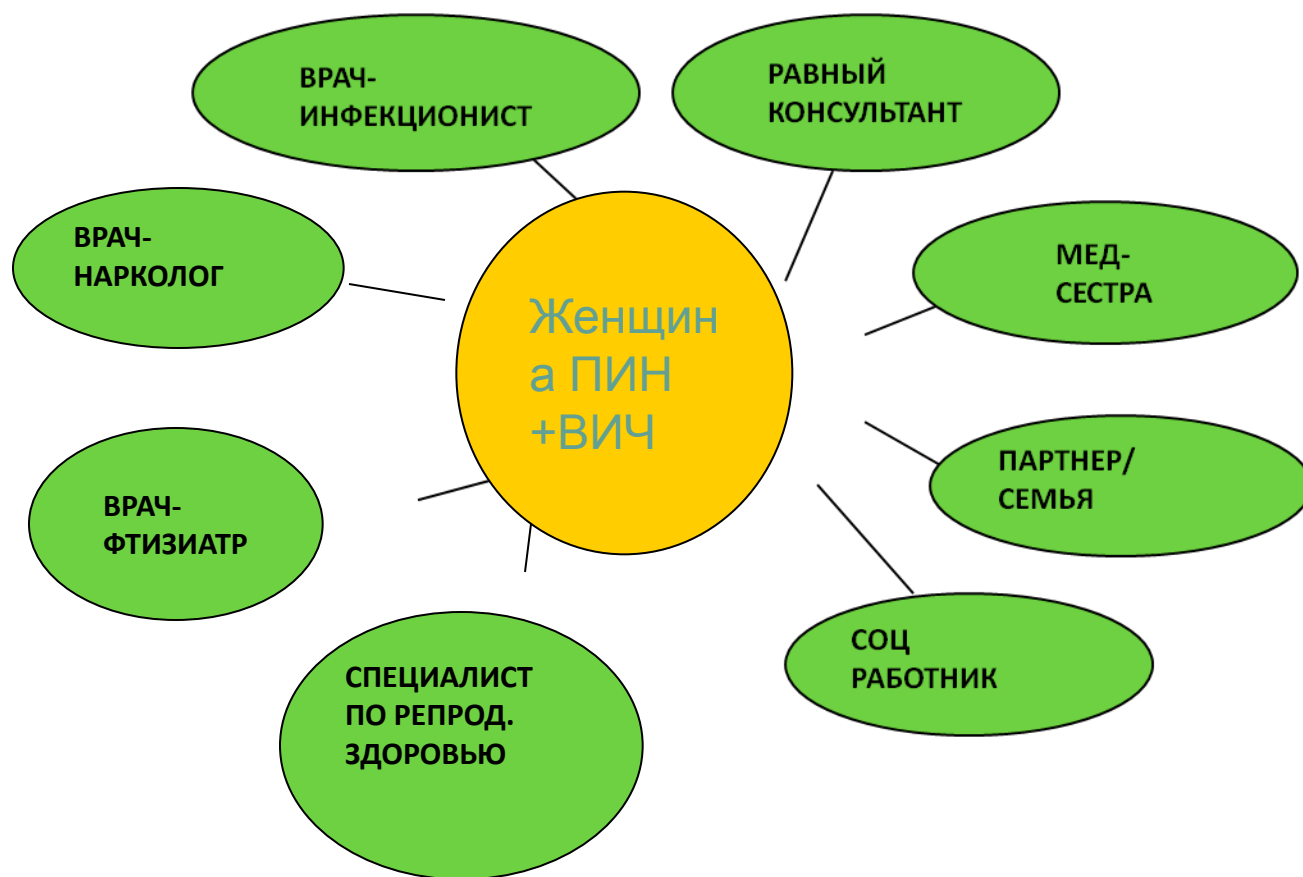 ВРАЧ-
ИНФЕКЦИОНИСТ
РАВНЫЙ
КОНСУЛЬТАНТ
ВРАЧ-
НАРКОЛОГ
МЕД-
СЕСТРА
Женщин
а ПИН
+ВИЧ
ПАРТНЕР/
СЕМЬЯ
ВРАЧ-
ФТИЗИАТР
СОЦ
РАБОТНИК
СПЕЦИАЛИСТ
ПО РЕПРОД.
ЗДОРОВЬЮ